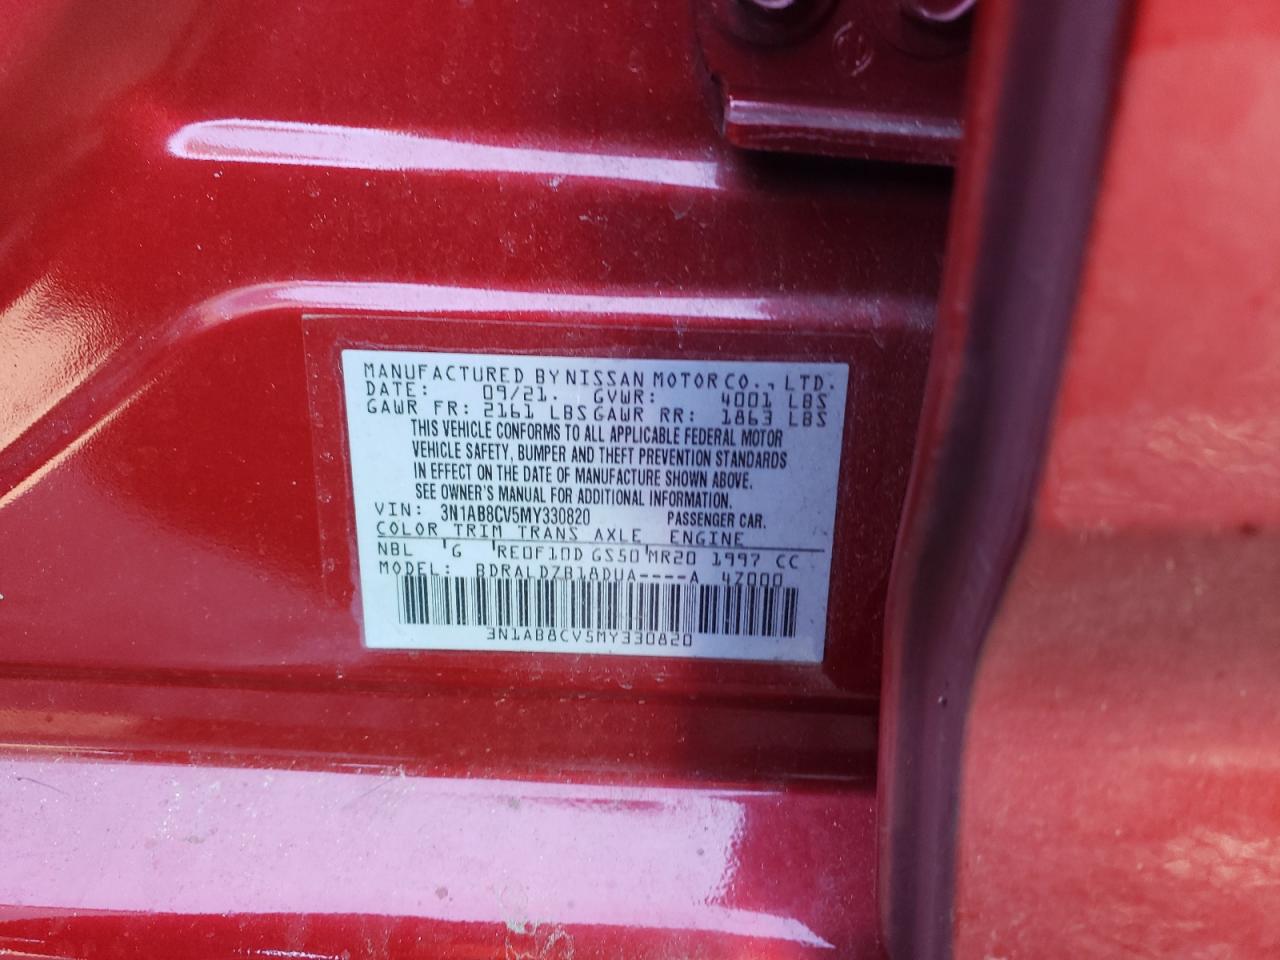 MANUFACTURED BY NISSAN MOTOR CO., LTD.
DATE: 09/21. GVWR: 4001 LBS
GAWR FR: 2161 LBS GAWR RR: 1863 LBS
THIS VEHICLE CONFORMS TO ALL APPLICABLE FEDERAL MOTOR
VEHICLE SAFETY, BUMPER AND THEFT PREVENTION STANDARDS
IN EFFECT ON THE DATE OF MANUFACTURE SHOWN ABOVE.
SEE OWNER'S MANUAL FOR ADDITIONAL INFORMATION.
VIN: 3N1AB8CV5MY330820 PASSENGER CAR.
COLOR TRIM TRANS AXLE ENGINE
NBL G RE0F10D GS50 MR20 1997 CC
MODEL: BDRALDZB18DUA----A 4Z000
3N1AB8CV5MY330820